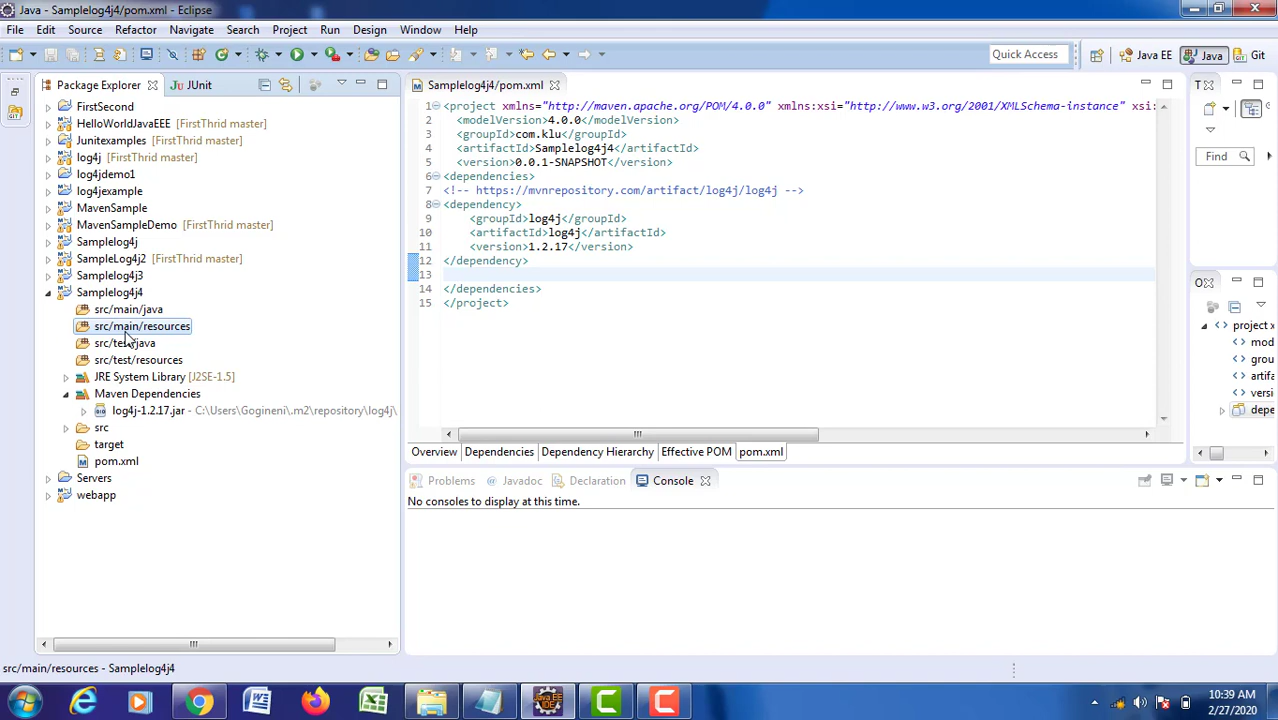 Java - Samplelog4j4/pom.xml - Eclipse
File Edit Source Refactor Navigate Search Project Run Design Window Help
Quick Access Java EE Java Git
Package Explorer JUnit
FirstSecond
HelloWorldJavaEEE [FirstThrid master]
Junitexamples [FirstThrid master]
log4j [FirstThrid master]
log4jdemo1
log4jexample
MavenSample
MavenSampleDemo [FirstThrid master]
Samplelog4j
SampleLog4j2 [FirstThrid master]
Samplelog4j3
Samplelog4j4
src/main/java
src/main/resources
src/test/java
src/test/resources
JRE System Library [J2SE-1.5]
Maven Dependencies
log4j-1.2.17.jar - C:\Users\Gogineni\.m2\repository\log4j\
src
target
pom.xml
Servers
webapp
Samplelog4j4/pom.xml
1 <project xmlns="http://maven.apache.org/POM/4.0.0" xmlns:xsi="http://www.w3.org/2001/XMLSchema-instance" xsi:
2 <modelVersion>4.0.0</modelVersion>
3 <groupId>com.klu</groupId>
4 <artifactId>Samplelog4j4</artifactId>
5 <version>0.0.1-SNAPSHOT</version>
6 <dependencies>
7 <!-- https://mvnrepository.com/artifact/log4j/log4j -->
8 <dependency>
9 <groupId>log4j</groupId>
10 <artifactId>log4j</artifactId>
11 <version>1.2.17</version>
12 </dependency>
13
14 </dependencies>
15 </project>
Overview Dependencies Dependency Hierarchy Effective POM pom.xml
Problems Javadoc Declaration Console
No consoles to display at this time.
T
Find
O
project x
mod
grou
artifa
versi
depe
src/main/resources - Samplelog4j4
10:39 AM
2/27/2020